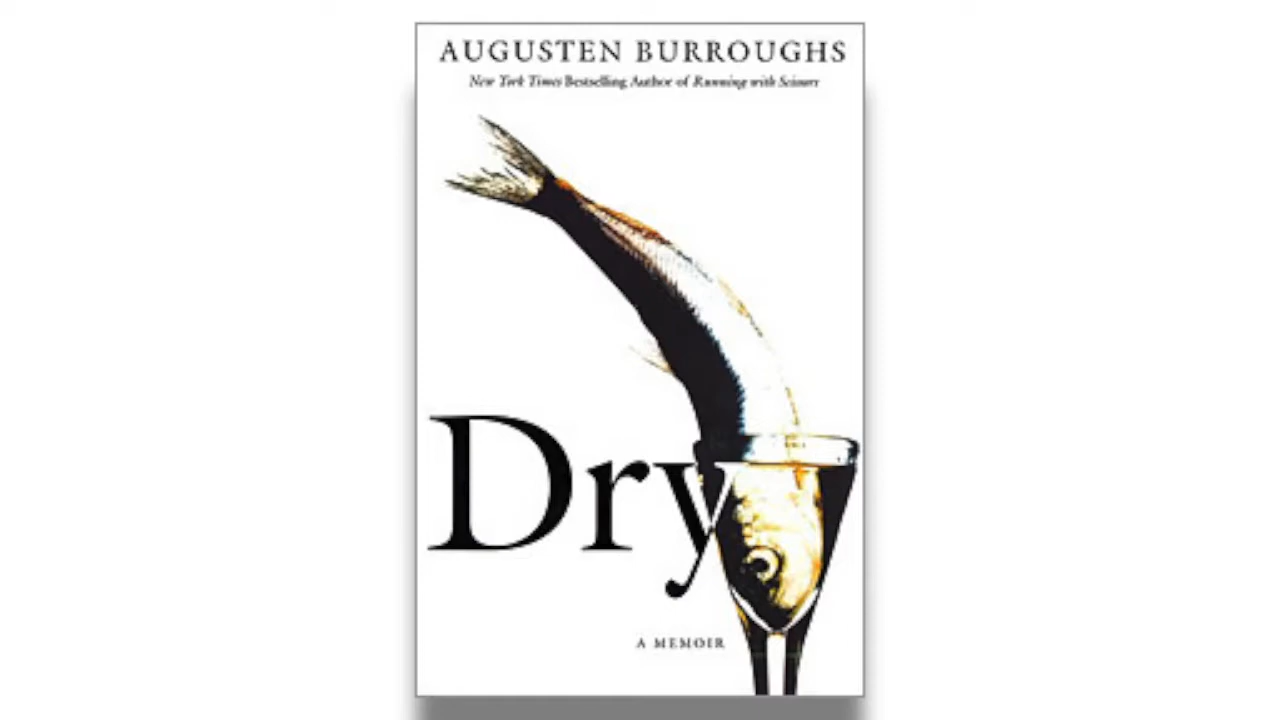 AUGUSTEN BURROUGHS
New York Times Bestselling Author of Running with Scissors
Dry
A MEMOIR